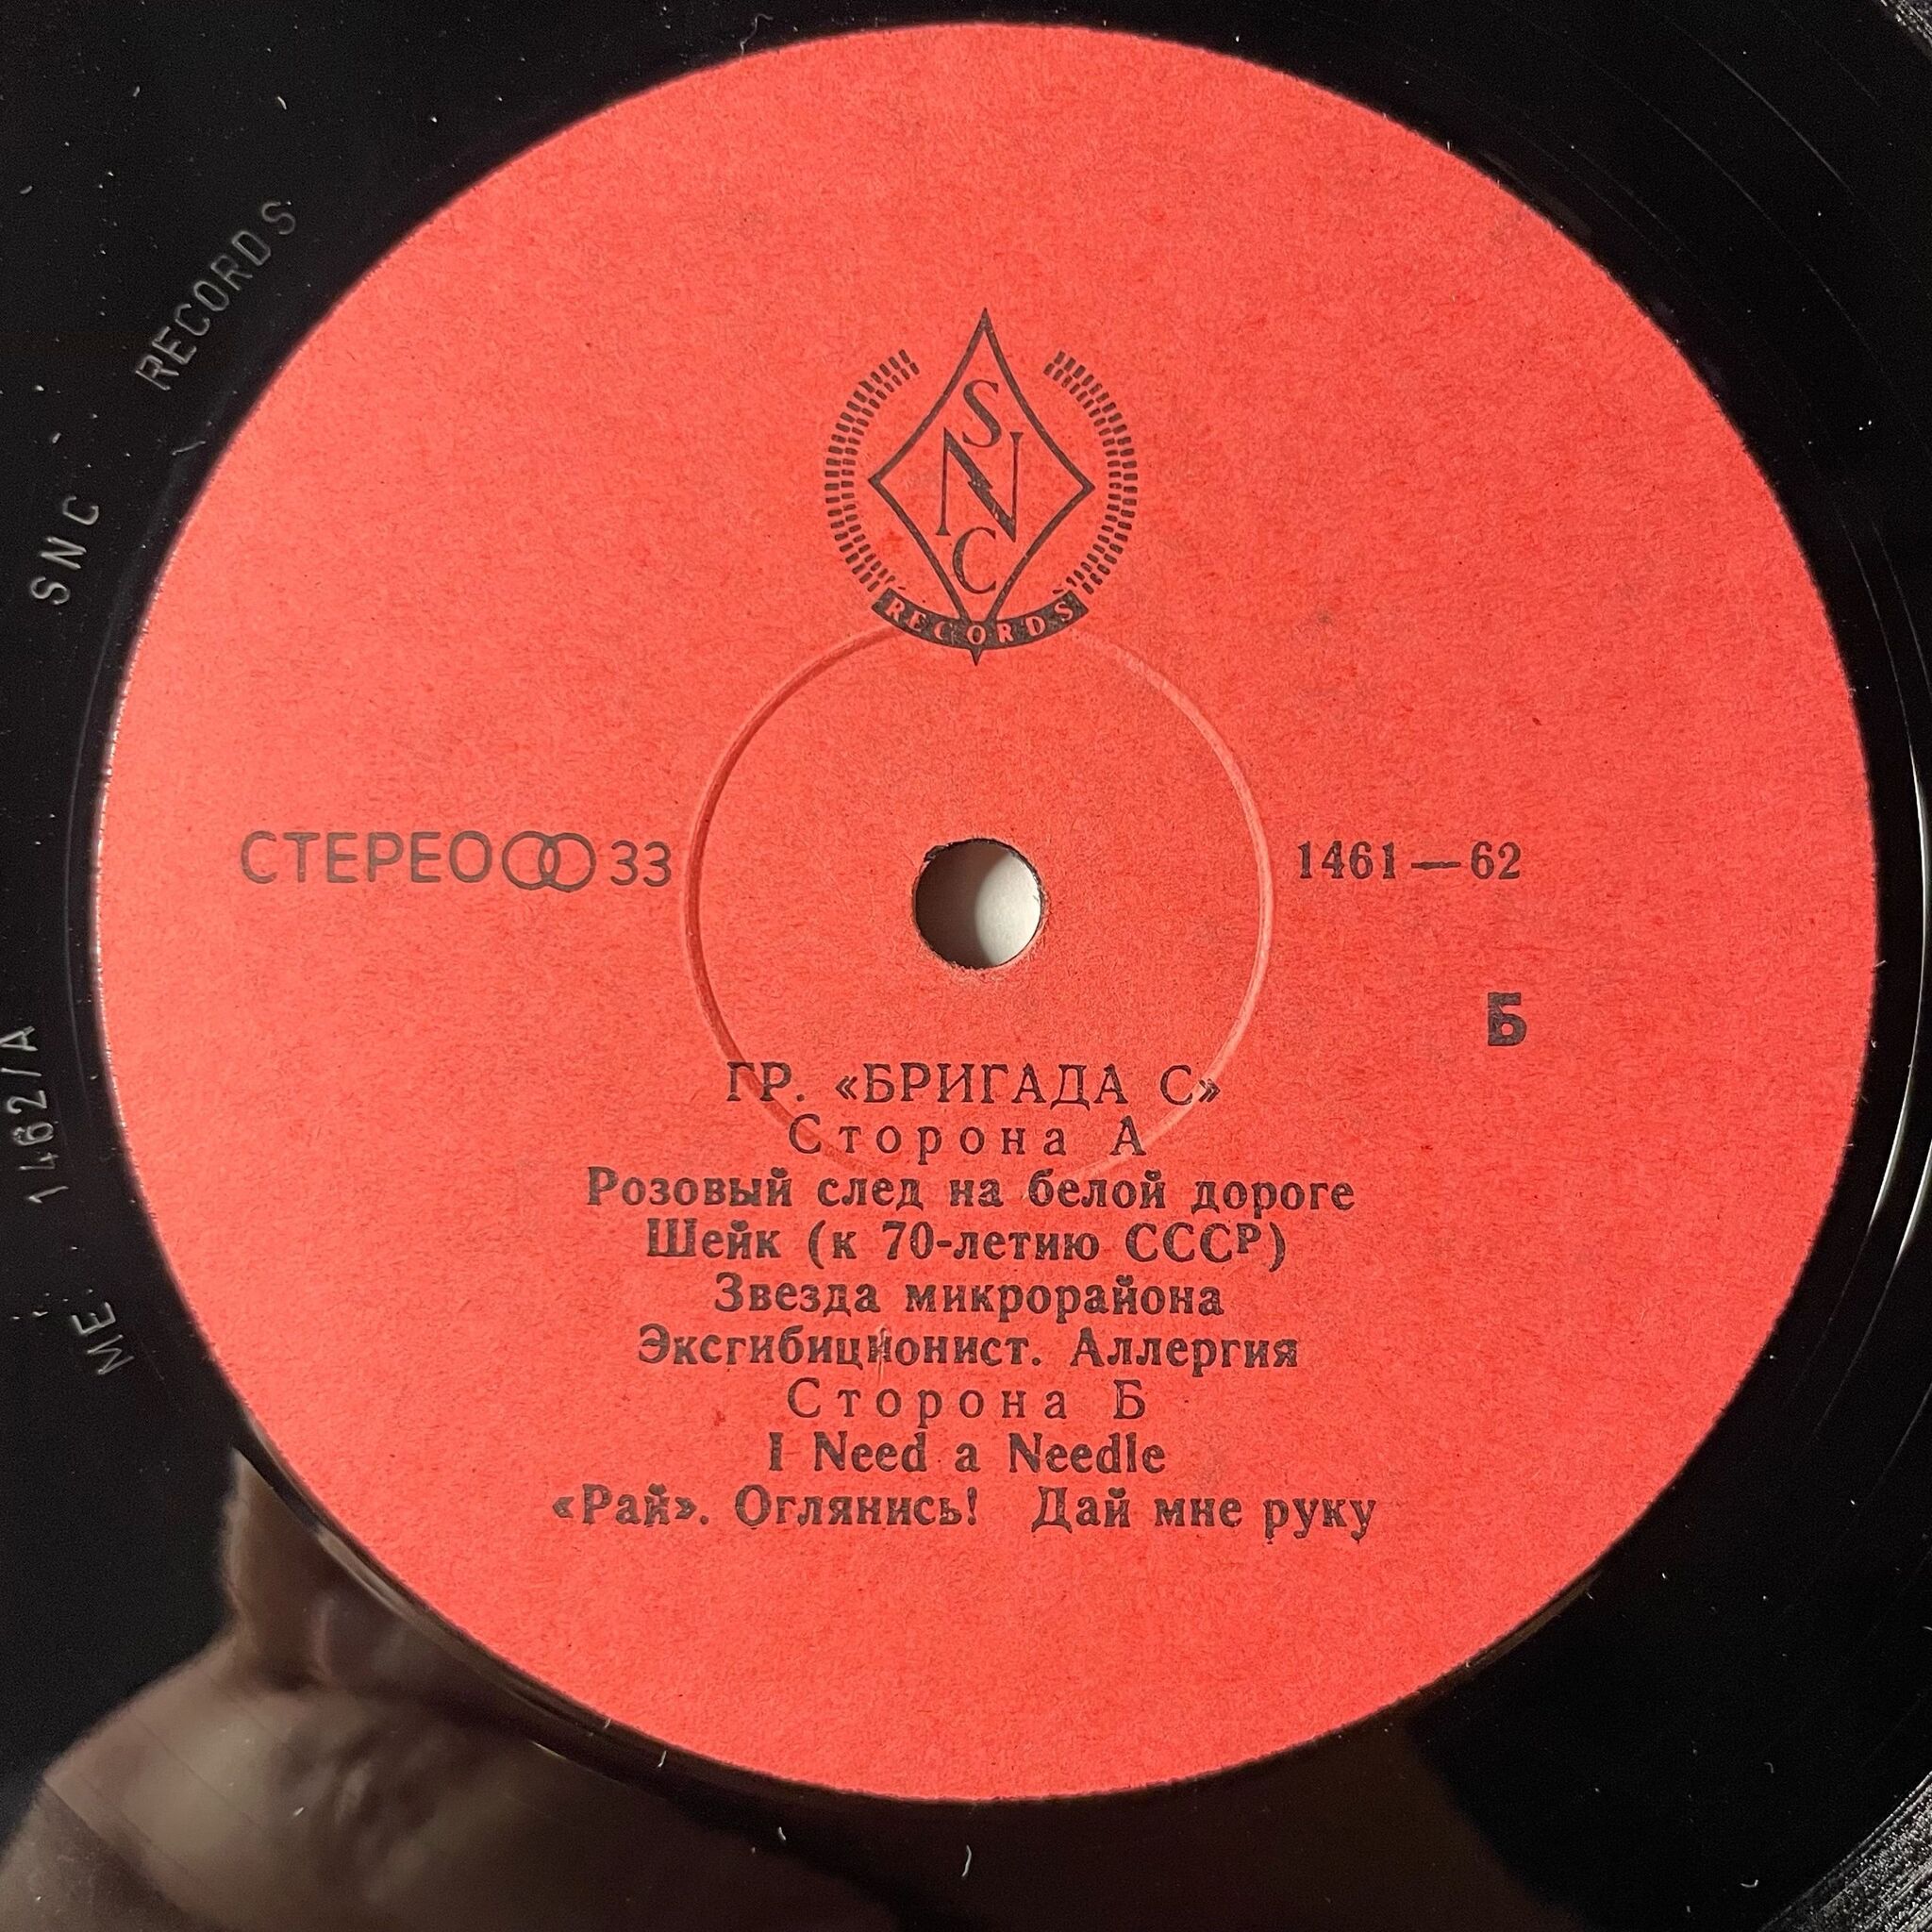 SNC RECORDS
ME 1462/A
S
N
C
RECORDS
СТЕРЕО 33
1461—62
Б
ГР. «БРИГАДА С»
Сторона А
Розовый след на белой дороге
Шейк (к 70-летию СССР)
Звезда микрорайона
Эксгибиционист. Аллергия
Сторона Б
I Need a Needle
«Рай». Оглянись! Дай мне руку